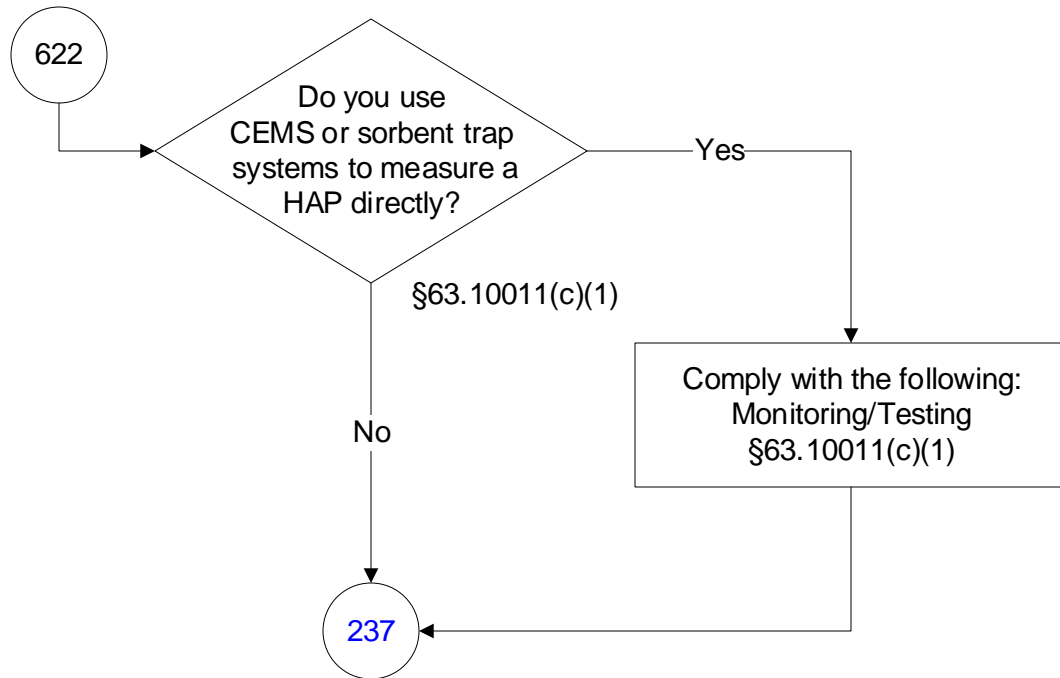 622
Do you use
CEMS or sorbent trap
systems to measure a
HAP directly?
Yes
§63.10011(c)(1)
Comply with the following:
Monitoring/Testing
§63.10011(c)(1)
No
237